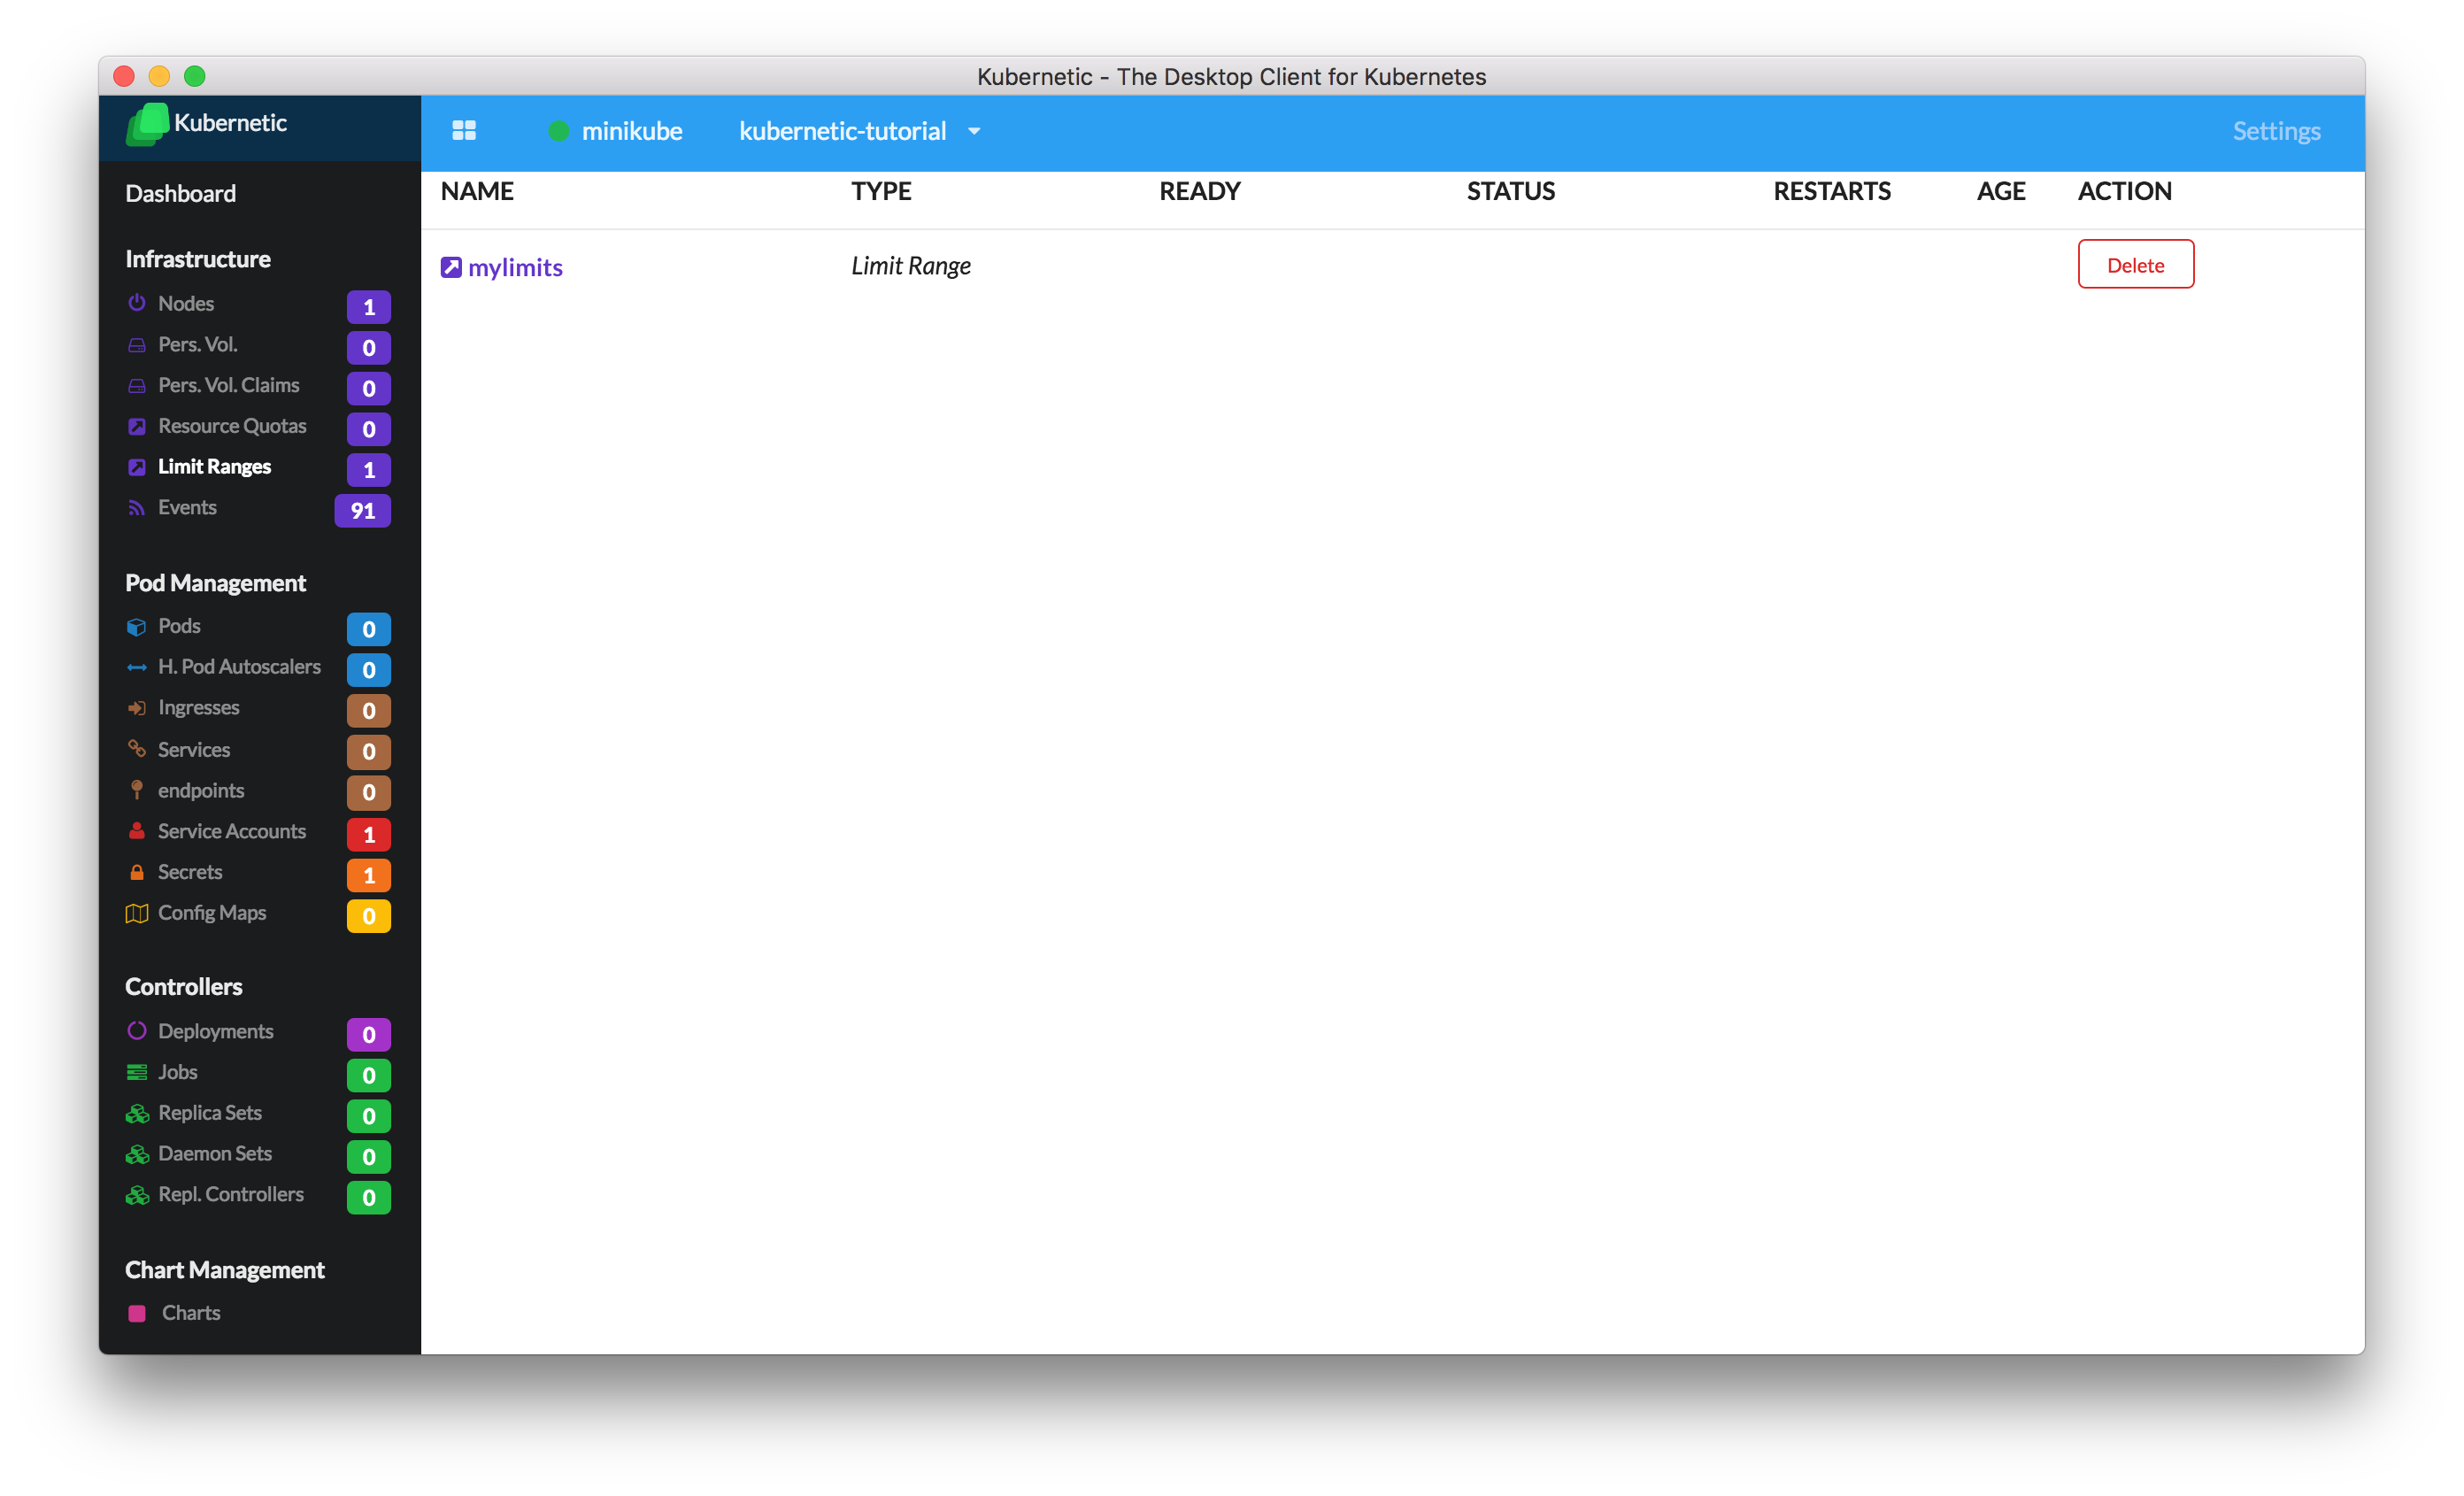 Kubernetic - The Desktop Client for Kubernetes
Kubernetic
minikube kubernetic-tutorial Settings
Dashboard
Infrastructure
Nodes 1
Pers. Vol. 0
Pers. Vol. Claims 0
Resource Quotas 0
Limit Ranges 1
Events 91
Pod Management
Pods 0
H. Pod Autoscalers 0
Ingresses 0
Services 0
endpoints 0
Service Accounts 1
Secrets 1
Config Maps 0
Controllers
Deployments 0
Jobs 0
Replica Sets 0
Daemon Sets 0
Repl. Controllers 0
Chart Management
Charts
NAME TYPE READY STATUS RESTARTS AGE ACTION
mylimits Limit Range Delete